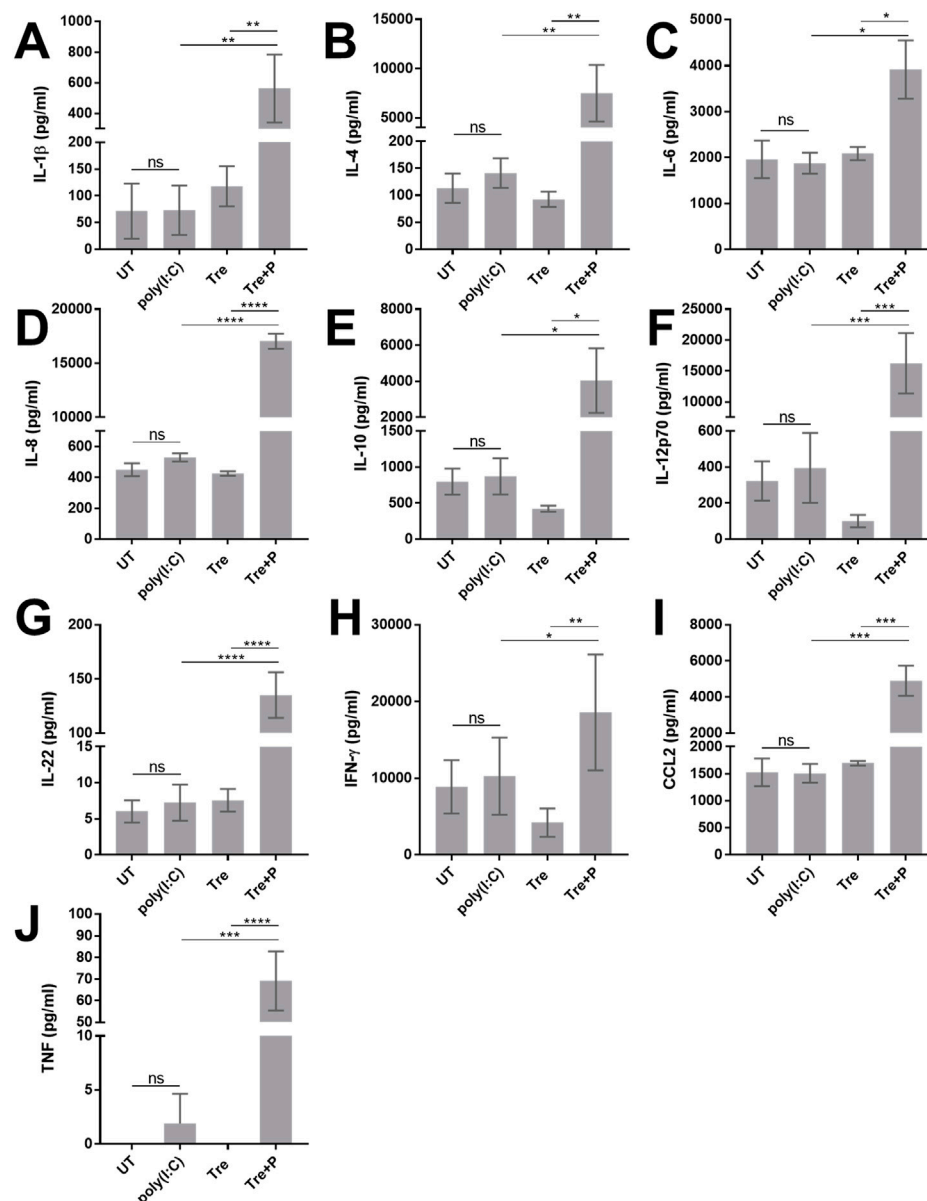 A
IL-1β (pg/ml)
1000
800
600
400
200
150
100
50
0
ns
**
**
UT
poly(I:C)
Tre
Tre+P
B
IL-4 (pg/ml)
15000
10000
5000
200
150
100
50
0
ns
**
**
UT
poly(I:C)
Tre
Tre+P
C
IL-6 (pg/ml)
5000
4000
3000
2000
1000
0
ns
*
*
UT
poly(I:C)
Tre
Tre+P
D
IL-8 (pg/ml)
20000
15000
10000
800
600
400
200
0
ns
****
****
UT
poly(I:C)
Tre
Tre+P
E
IL-10 (pg/ml)
8000
6000
4000
2000
1500
1000
500
0
ns
*
*
UT
poly(I:C)
Tre
Tre+P
F
IL-12p70 (pg/ml)
25000
20000
15000
10000
600
400
200
0
ns
***
***
UT
poly(I:C)
Tre
Tre+P
G
IL-22 (pg/ml)
200
150
100
15
10
5
0
ns
****
****
UT
poly(I:C)
Tre
Tre+P
H
IFN-γ (pg/ml)
30000
20000
10000
0
ns
**
*
UT
poly(I:C)
Tre
Tre+P
I
CCL2 (pg/ml)
8000
6000
4000
2000
1500
1000
500
0
ns
***
***
UT
poly(I:C)
Tre
Tre+P
J
TNF (pg/ml)
100
90
80
70
60
50
10
5
0
ns
****
***
UT
poly(I:C)
Tre
Tre+P